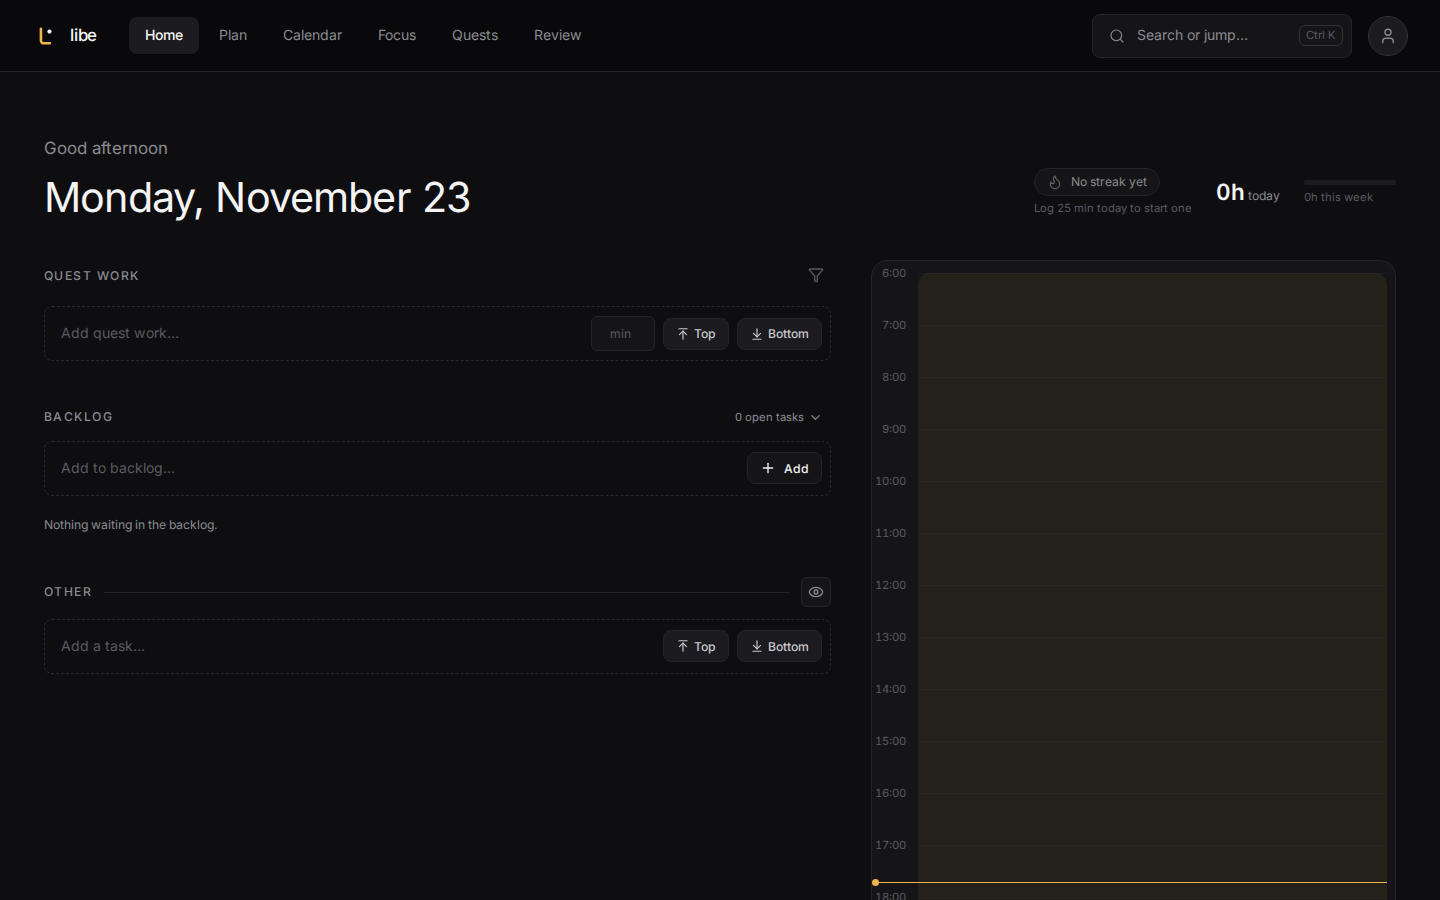 libe
Home
Plan
Calendar
Focus
Quests
Review
Search or jump...
Ctrl K
Good afternoon
Monday, November 23
No streak yet
Log 25 min today to start one
0h today
0h this week
QUEST WORK
Add quest work...
min
Top
Bottom
BACKLOG
0 open tasks
Add to backlog...
Add
Nothing waiting in the backlog.
OTHER
Add a task...
Top
Bottom
6:00
7:00
8:00
9:00
10:00
11:00
12:00
13:00
14:00
15:00
16:00
17:00
18:00